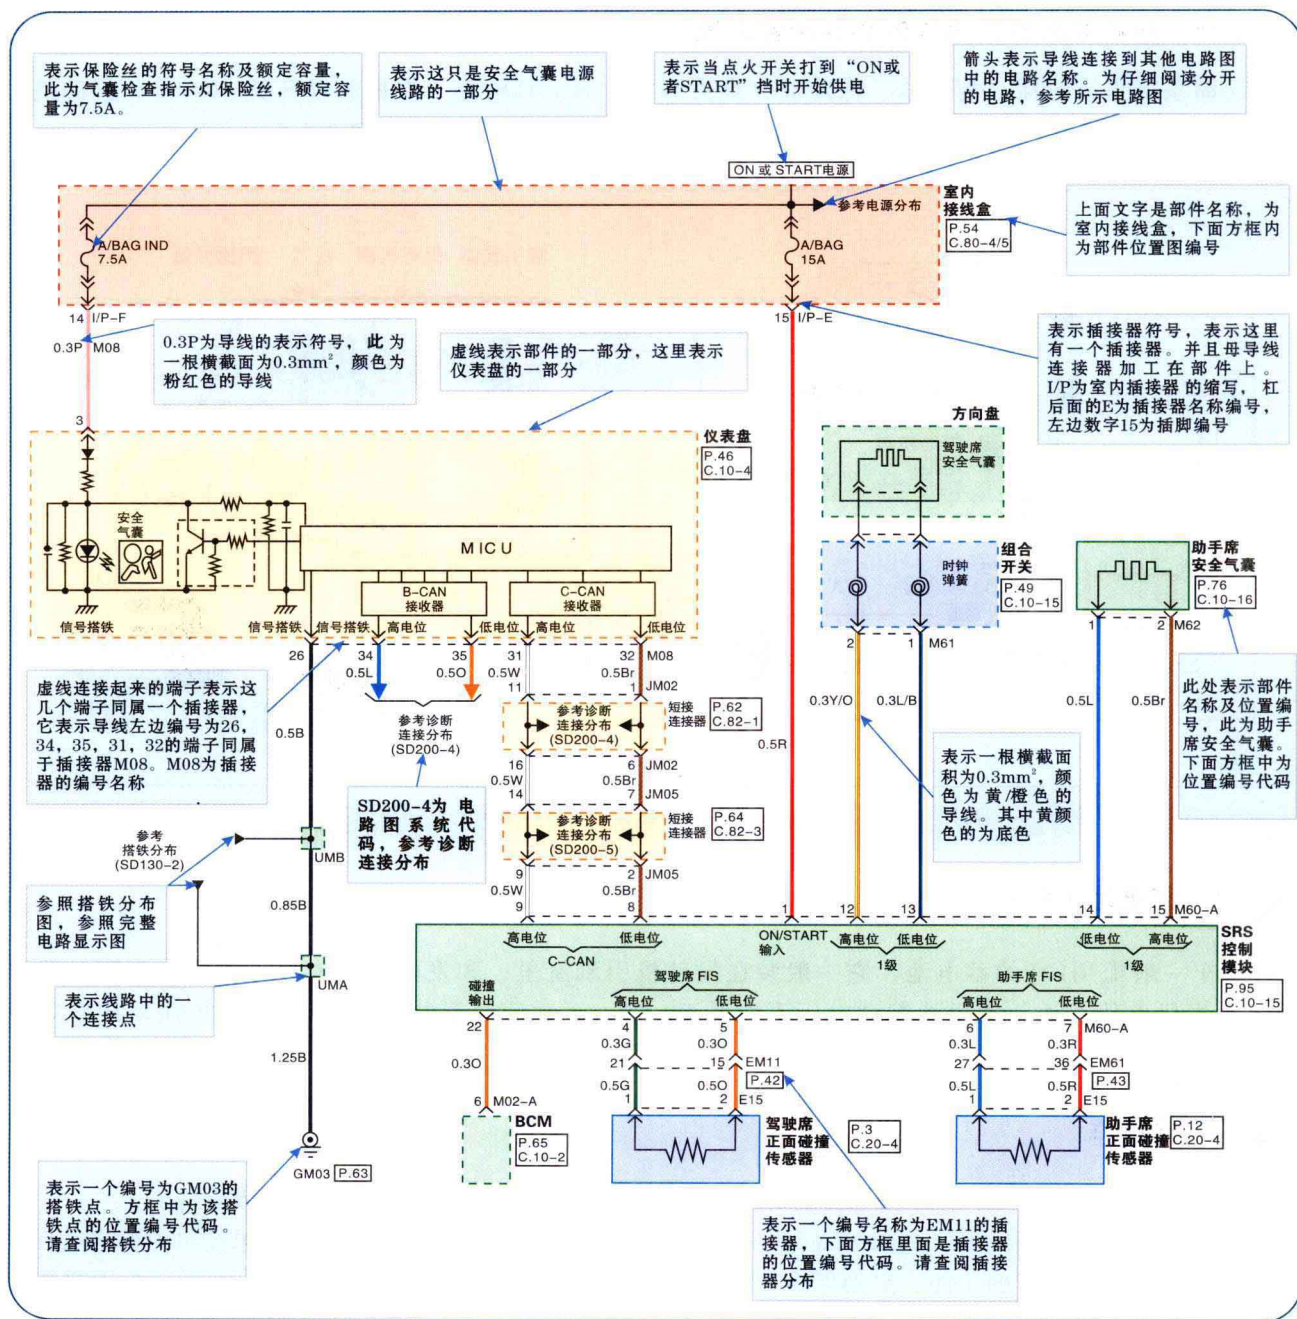 表示保险丝的符号名称及额定容量，
此为气囊检查指示灯保险丝，额定容
量为7.5A。
表示这只是安全气囊电源
线路的一部分
表示当点火开关打到“ON或
者START”挡时开始供电
箭头表示导线连接到其他电路图
中的电路名称。为仔细阅读分开
的电路，参考所示电路图
ON 或 START电源
参考电源分布
室内
接线盒
P.54
C.80-4/5
上面文字是部件名称，为
室内接线盒，下面方框内
为部件位置图编号
A/BAG IND
7.5A
A/BAG
15A
14 I/P-F
15 I/P-E
0.3P M08
0.3P为导线的表示符号，此为
一根横截面为0.3mm²，颜色为
粉红色的导线
虚线表示部件的一部分，这里表示
仪表盘的一部分
表示插接器符号，表示这里
有一个插接器。并且母导线
连接器加工在部件上。
I/P为室内插接器的缩写，杠
后面的E为插接器名称编号，
左边数字15为插脚编号
3
仪表盘
P.46
C.10-4
方向盘
驾驶席
安全气囊
安全
气囊
MICU
B-CAN
接收器
C-CAN
接收器
信号搭铁
信号搭铁
信号搭铁
高电位
低电位
高电位
低电位
时钟
弹簧
组合
开关
P.49
C.10-15
助手席
安全气囊
P.76
C.10-16
26 34 35 31 32 M08
2 1 M61
1 2 M62
0.5L 0.5O 0.5W 0.5Br
11 1 JM02
虚线连接起来的端子表示这
几个端子同属一个插接器，
它表示导线左边编号为26，
34，35，31，32的端子同属
于插接器M08。M08为插接
器的编号名称
0.5B
参考诊断
连接分布
(SD200-4)
参考诊断
连接分布
(SD200-4)
短接
连接器
P.62
C.82-1
0.3Y/O 0.3L/B
0.5L 0.5Br
0.5R
此处表示部件
名称及位置编
号，此为助手
席安全气囊。
下面方框中为
位置编号代码
16 6 JM02
0.5W 0.5Br
14 7 JM05
表示一根横截面
积为0.3mm²，颜
色为黄/橙色的
导线。其中黄颜
色的为底色
SD200-4为电
路图系统代
码，参考诊断
连接分布
参考诊断
连接分布
(SD200-5)
短接
连接器
P.64
C.82-3
参考
搭铁分布
(SD130-2)
UMB
9 2 JM05
0.5W 0.5Br
9 8 1 12 13 14 15 M60-A
参照搭铁分布
图，参照完整
电路显示图
0.85B
UMA
高电位
低电位
C-CAN
ON/START
输入
高电位
低电位
1级
低电位
高电位
1级
SRS
控制
模块
P.95
C.10-15
碰撞
输出
驾驶席 FIS
高电位
低电位
助手席 FIS
高电位
低电位
表示线路中的一
个连接点
22 4 5 6 7 M60-A
0.3O 0.3G 0.3O 0.3L 0.3R
21 15 EM11
P.42
27 36 EM61
P.43
1.25B
0.5G 0.5O 0.5L 0.5R
6 M02-A
1 2 E15
1 2 E15
BCM
P.65
C.10-2
驾驶席
正面碰撞
传感器
P.3
C.20-4
助手席
正面碰撞
传感器
P.12
C.20-4
GM03 P.63
表示一个编号为GM03的
搭铁点。方框中为该搭
铁点的位置编号代码。
请查阅搭铁分布
表示一个编号名称为EM11的插
接器，下面方框里面是插接器
的位置编号代码。请查阅插接
器分布